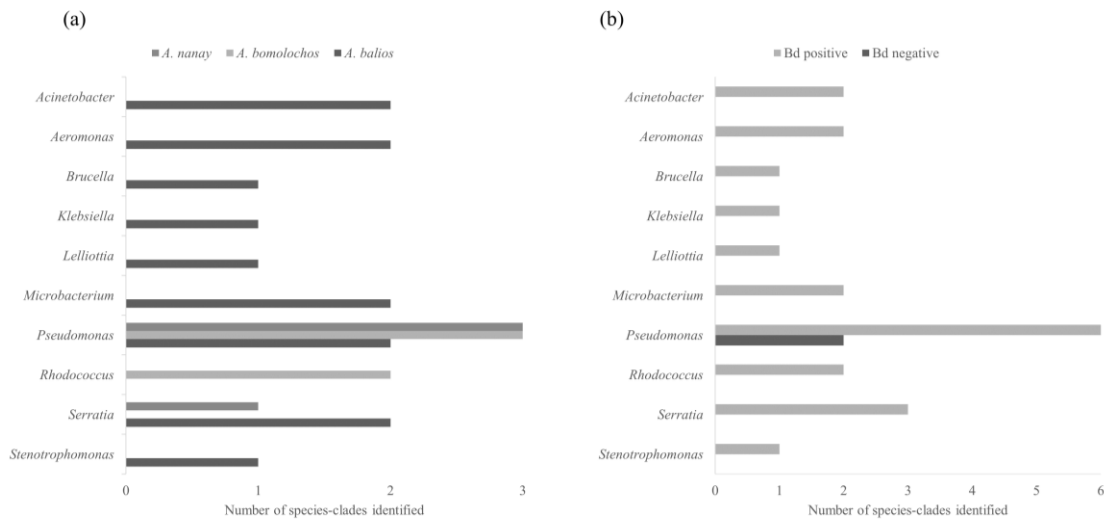 (a)
A. nanay A. bomolochos A. balios
Acinetobacter
Aeromonas
Brucella
Klebsiella
Lelliottia
Microbacterium
Pseudomonas
Rhodococcus
Serratia
Stenotrophomonas
0 1 2 3
Number of species-clades identified
(b)
Bd positive Bd negative
Acinetobacter
Aeromonas
Brucella
Klebsiella
Lelliottia
Microbacterium
Pseudomonas
Rhodococcus
Serratia
Stenotrophomonas
0 1 2 3 4 5 6
Number of species-clades identified